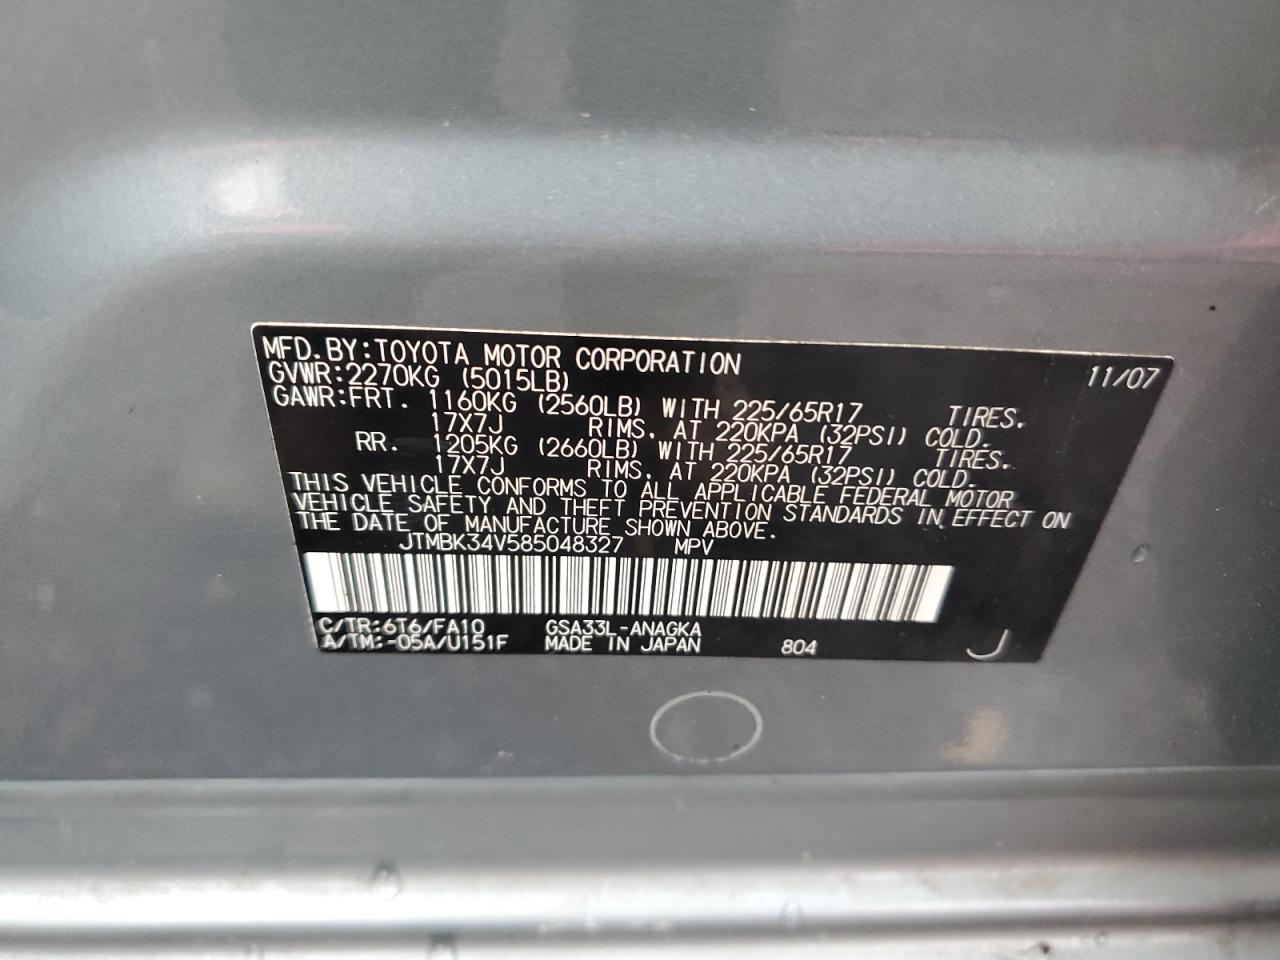 MFD.BY:TOYOTA MOTOR CORPORATION 11/07
GVWR:2270KG (5015LB)
GAWR:FRT. 1160KG (2560LB) WITH 225/65R17 TIRES.
17X7J RIMS. AT 220KPA (32PSI) COLD.
RR. 1205KG (2660LB) WITH 225/65R17 TIRES.
17X7J RIMS. AT 220KPA (32PSI) COLD.
THIS VEHICLE CONFORMS TO ALL APPLICABLE FEDERAL MOTOR
VEHICLE SAFETY AND THEFT PREVENTION STANDARDS IN EFFECT ON
THE DATE OF MANUFACTURE SHOWN ABOVE.
JTMBK34V585048327 MPV
C/TR:6T6/FA10 GSA33L-ANAGKA
A/TM:-05A/U151F MADE IN JAPAN 804 J